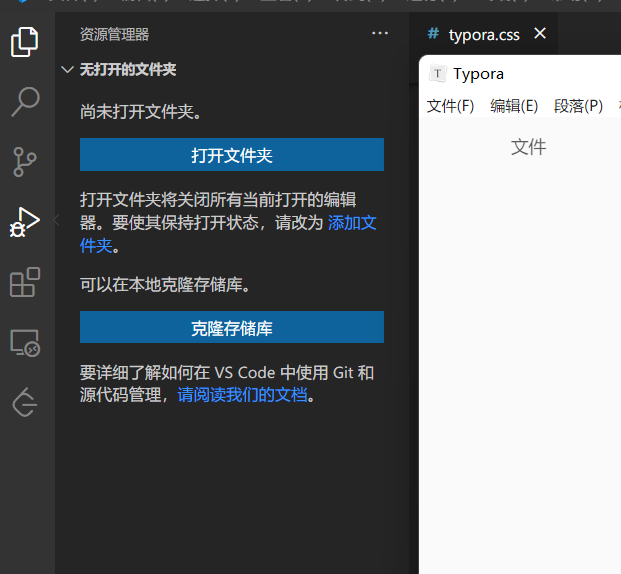 资源管理器
···
无打开的文件夹
尚未打开文件夹。
打开文件夹
打开文件夹将关闭所有当前打开的编辑
器。要使其保持打开状态，请改为 添加文
件夹。
可以在本地克隆存储库。
克隆存储库
要详细了解如何在 VS Code 中使用 Git 和
源代码管理，请阅读我们的文档。
# typora.css ×
T Typora
文件(F) 编辑(E) 段落(P)
文件